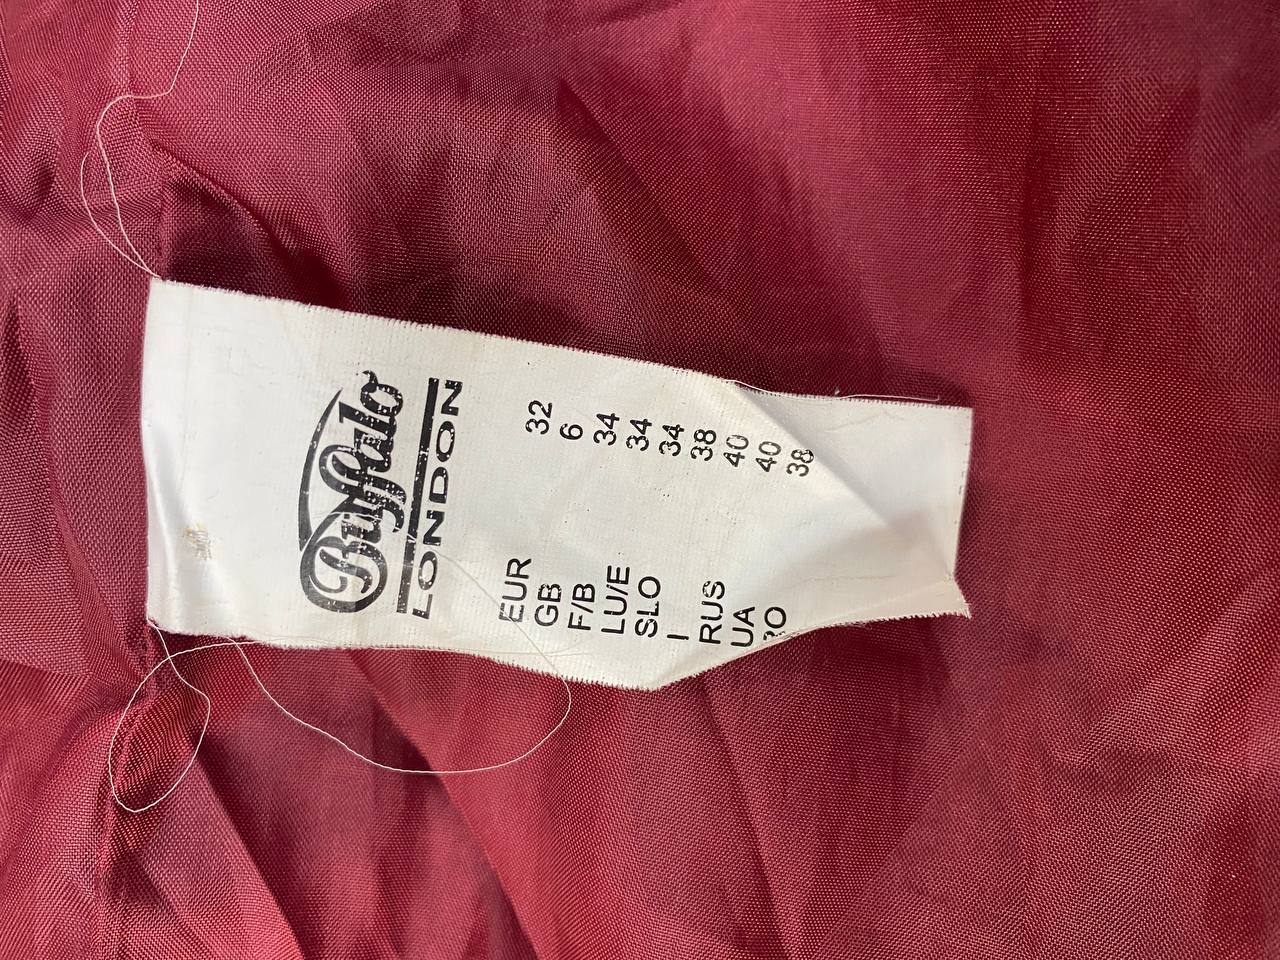 Buffalo
LONDON
EUR 32
GB 6
F/B 34
LU/E 34
SLO 34
I 38
RUS 40
UA 40
RO 38